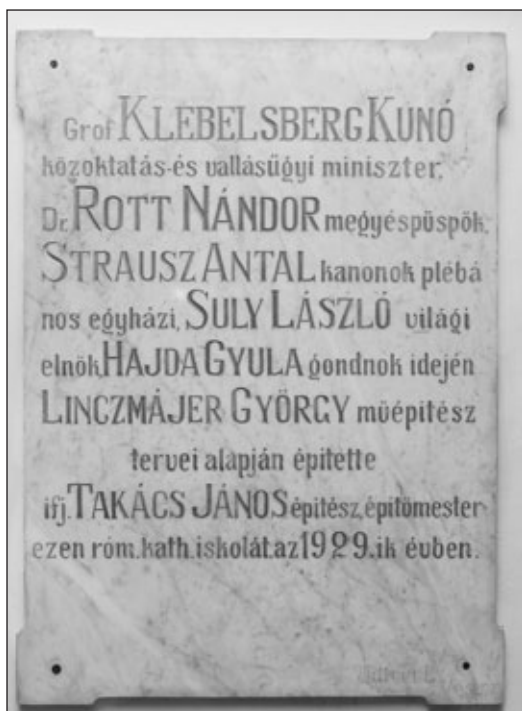 Gróf KLEBELSBERG KUNÓ
közoktatás-és vallásügyi miniszter,
Dr. ROTT NÁNDOR megyéspüspök,
STRAUSZ ANTAL kanonok plébá
nos egyházi, SULY LÁSZLÓ világi
elnök, HAJDA GYULA gondnok idején
LINCZMÁJER GYÖRGY műépitész
tervei alapján épitette
ifj. TAKÁCS JÁNOS épitész, épitőmester
ezen róm. kath. iskolát. az 1929. ik évben.